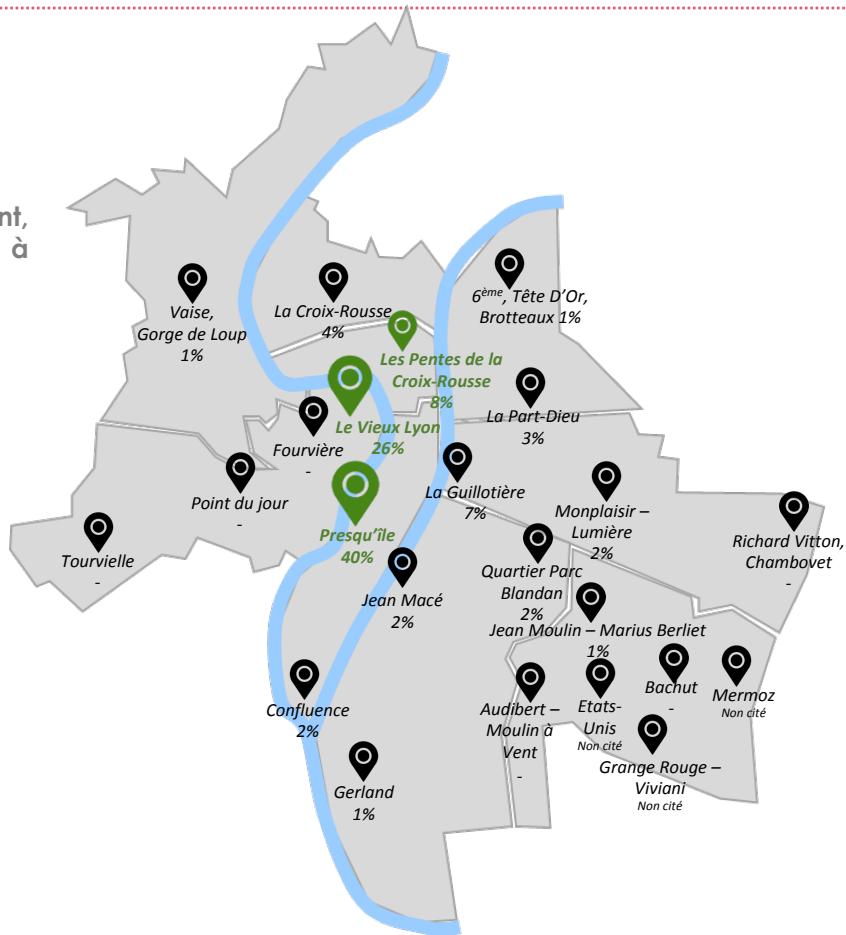 nt,
à
Vaise,
Gorge de Loup
1%
La Croix-Rousse
4%
6ème, Tête D'Or,
Brotteaux 1%
Les Pentes de la
Croix-Rousse
8%
Le Vieux Lyon
26%
La Part-Dieu
3%
Fourvière
-
Point du jour
-
La Guillotière
7%
Monplaisir –
Lumière
2%
Richard Vitton,
Chambovet
-
Tourvielle
-
Presqu'île
40%
Jean Macé
2%
Quartier Parc
Blandan
2%
Jean Moulin – Marius Berliet
1%
Confluence
2%
Audibert –
Moulin à
Vent
-
Etats-
Unis
Non cité
Bachut
-
Mermoz
Non cité
Grange Rouge –
Viviani
Non cité
Gerland
1%